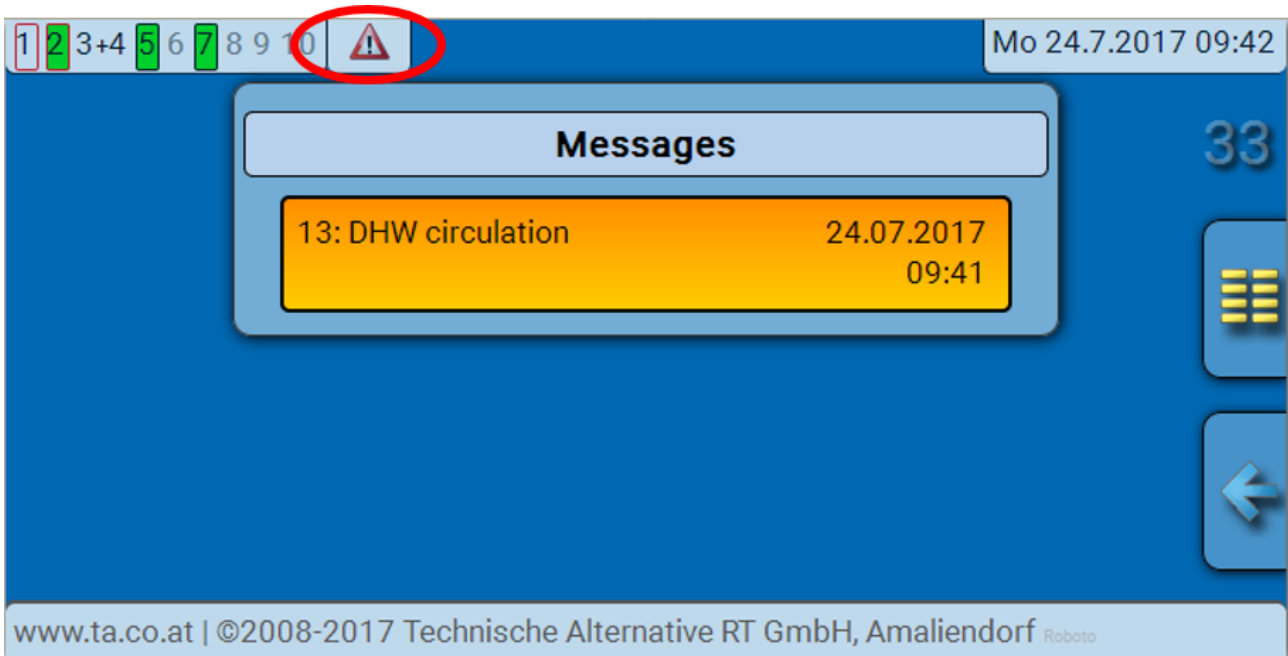 1 2 3+4 5 6 7 8 9 10
Mo 24.7.2017 09:42
Messages
33
13: DHW circulation 24.07.2017
09:41
www.ta.co.at | ©2008-2017 Technische Alternative RT GmbH, Amaliendorf Roboto